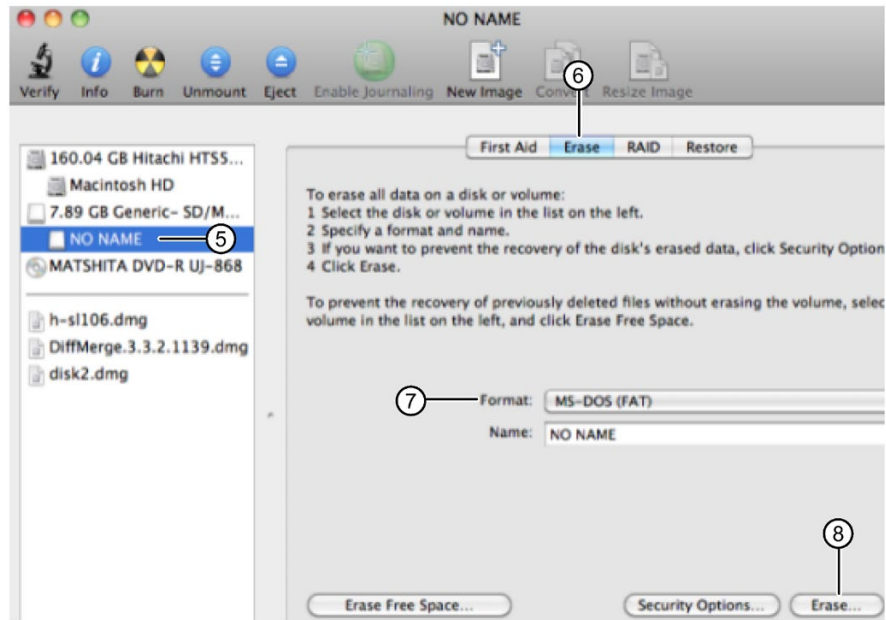 NO NAME
Verify Info Burn Unmount Eject Enable Journaling New Image Convert Resize Image
6
First Aid Erase RAID Restore
160.04 GB Hitachi HTS5...
Macintosh HD
7.89 GB Generic- SD/M...
NO NAME 5
MATSHITA DVD-R UJ-868
h-sl106.dmg
DiffMerge.3.3.2.1139.dmg
disk2.dmg
To erase all data on a disk or volume:
1 Select the disk or volume in the list on the left.
2 Specify a format and name.
3 If you want to prevent the recovery of the disk's erased data, click Security Option
4 Click Erase.
To prevent the recovery of previously deleted files without erasing the volume, selec
volume in the list on the left, and click Erase Free Space.
7 Format: MS-DOS (FAT)
Name: NO NAME
8
Erase Free Space... Security Options... Erase...